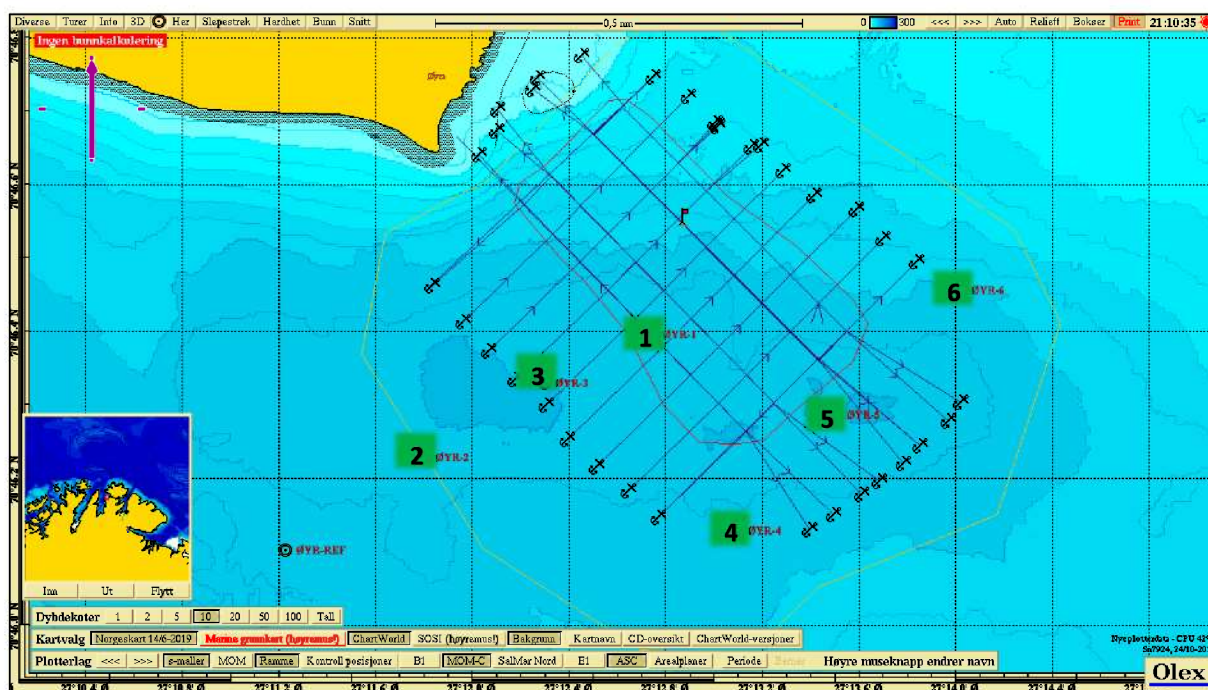 Diverse Turer Info 3D Her Slepestrek Hardhet Bunn Snitt 0,5 nm 0 300 <<< >>> Auto Relieff Bokser Print 21:10:35
Ingen bunnkalkulering
Øyra
6 ØYR-6
1 ØYR-1
3 ØYR-3
5 ØYR-5
2 ØYR-2
4 ØYR-4
ØYR-REF
Inn Ut Flytt
Dybdekoter 1 2 5 10 20 50 100 Tall
Kartvalg Norgeskart 14/6-2019 Marine grunnkart (høyremus!) ChartWorld SOSI (høyremus!) Bakgrunn Kartnavn CD-oversikt ChartWorld-versjoner
Plotterlag <<< >>> s-maller MOM Ramme Kontroll posisjoner B1 MOM-C SalMar Nord E1 ASC Arealplaner Periode Høyre museknapp endrer navn
Olex